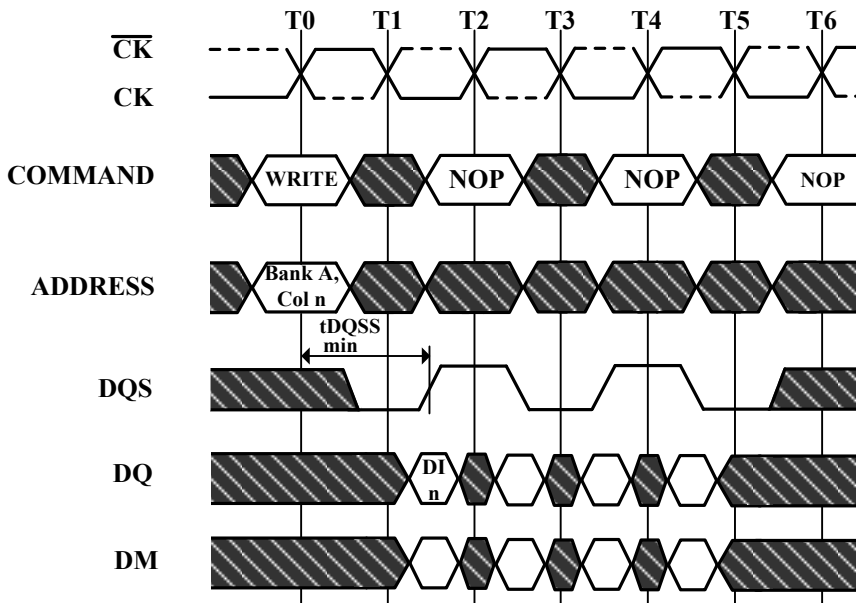 T0 T1 T2 T3 T4 T5 T6
CK
CK
COMMAND
WRITE NOP NOP NOP
ADDRESS
Bank A,
Col n
tDQSS
min
DQS
DQ
DI
n
DM